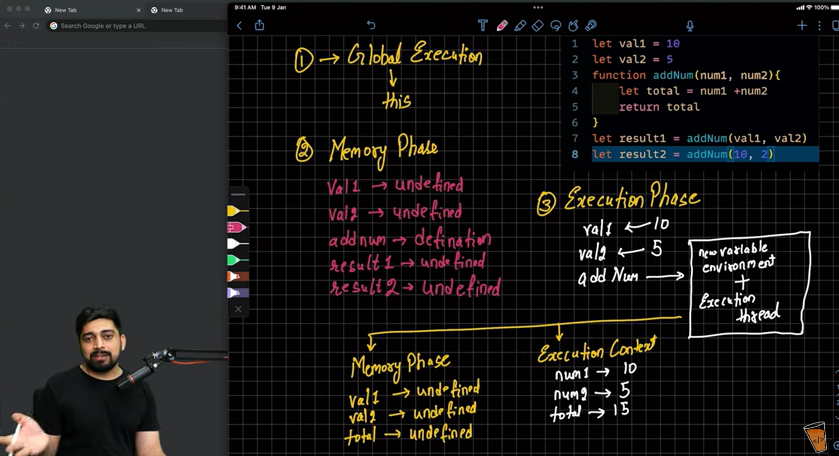 New Tab
New Tab
Search Google or type a URL
9:41 AM Tue 9 Jan
100%
① → Global Execution
↓
this
② Memory Phase
val1 → undefined
val2 → undefined
addnum → defination
result1 → undefined
result2 → undefined
1 let val1 = 10
2 let val2 = 5
3 function addNum(num1, num2){
4 let total = num1 +num2
5 return total
6 }
7 let result1 = addNum(val1, val2)
8 let result2 = addNum(10, 2)
③ Execution Phase
val1 ← 10
val2 ← 5
add Num →
new variable
environment
+
Execution
thread
Memory Phase
val1 → undefined
val2 → undefined
total → undefined
Execution Context
num1 → 10
num2 → 5
total → 15